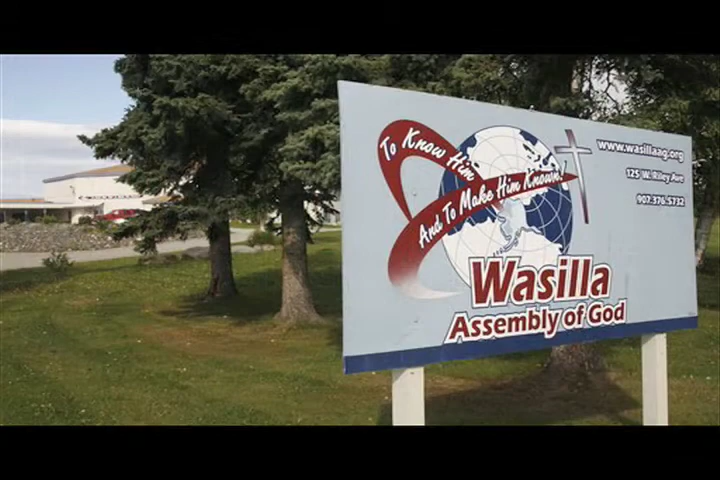 To Know Him
And To Make Him Known!
www.wasillaag.org
125 W. Riley Ave
907.376.5732
Wasilla
Assembly of God